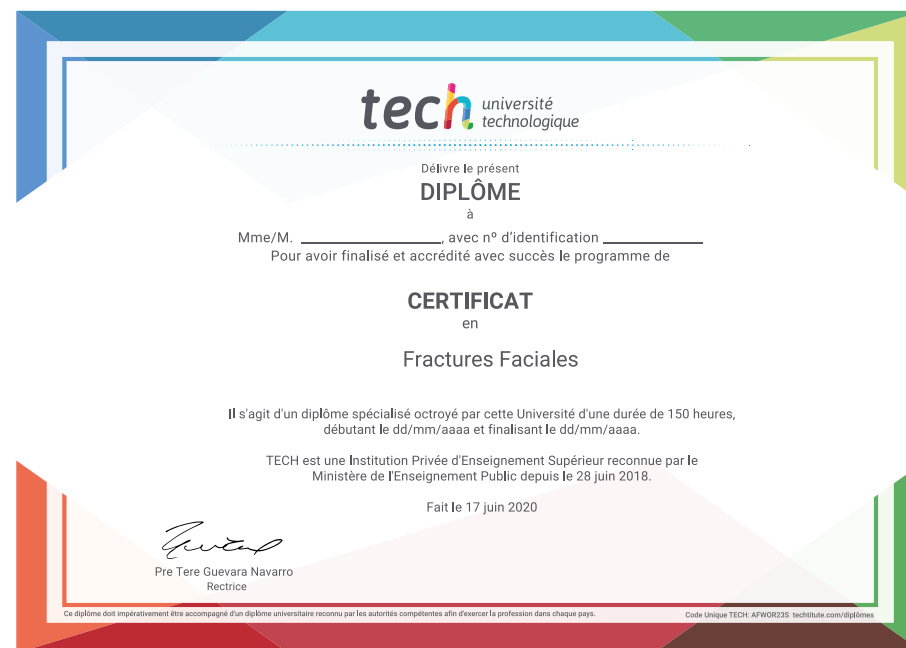 tech université
technologique
Délivre le présent
DIPLÔME
à
Mme/M. ____________________, avec nº d'identification ______________
Pour avoir finalisé et accrédité avec succès le programme de
CERTIFICAT
en
Fractures Faciales
Il s'agit d'un diplôme spécialisé octroyé par cette Université d'une durée de 150 heures,
débutant le dd/mm/aaaa et finalisant le dd/mm/aaaa.
TECH est une Institution Privée d'Enseignement Supérieur reconnue par le
Ministère de l'Enseignement Public depuis le 28 juin 2018.
Fait le 17 juin 2020
Pre Tere Guevara Navarro
Rectrice
Ce diplôme doit impérativement être accompagné d'un diplôme universitaire reconnu par les autorités compétentes afin d'exercer la profession dans chaque pays.
Code Unique TECH: AFWOR23S techtitute.com/diplômes